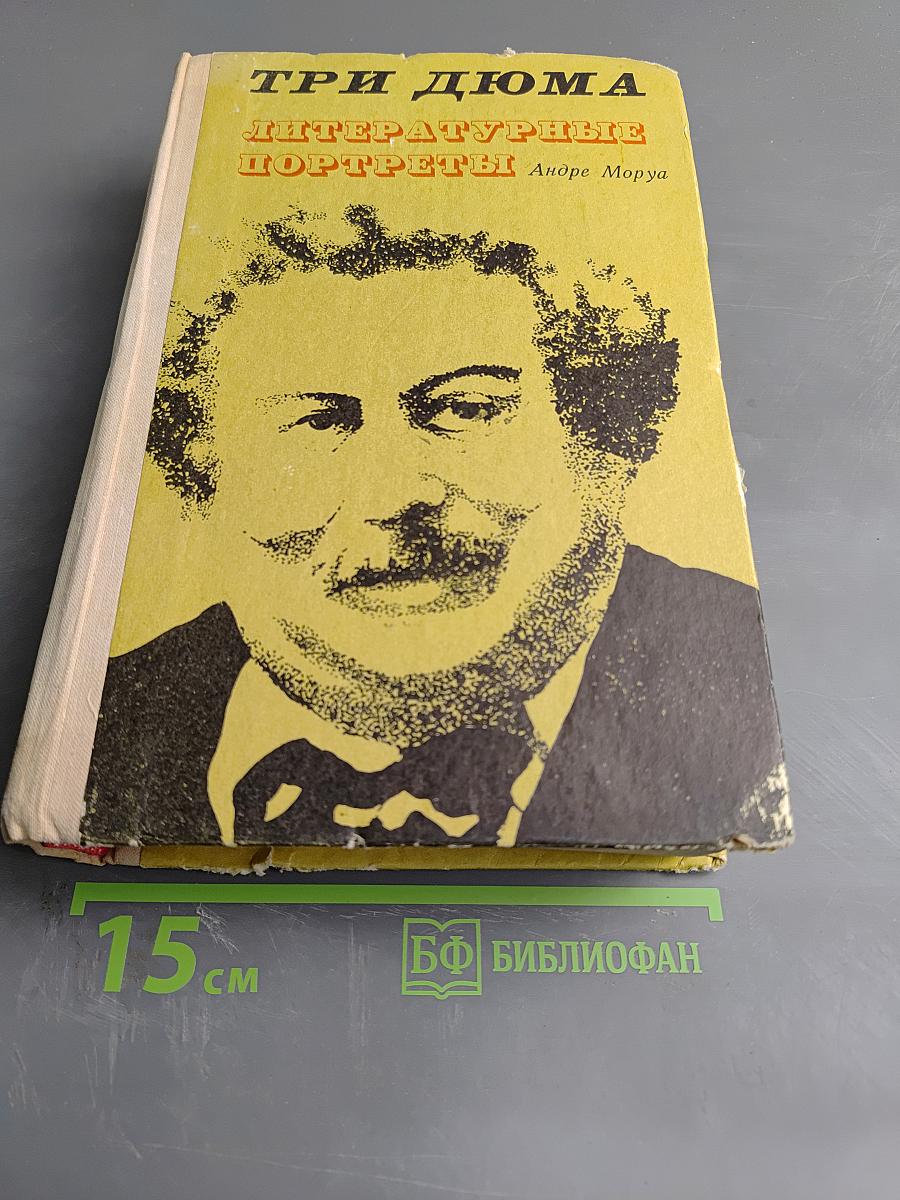 ТРИ ДЮМА
ЛИТЕРАТУРНЫЕ
ПОРТРЕТЫ Андре Моруа
15 см
БФ БИБЛИОФАН